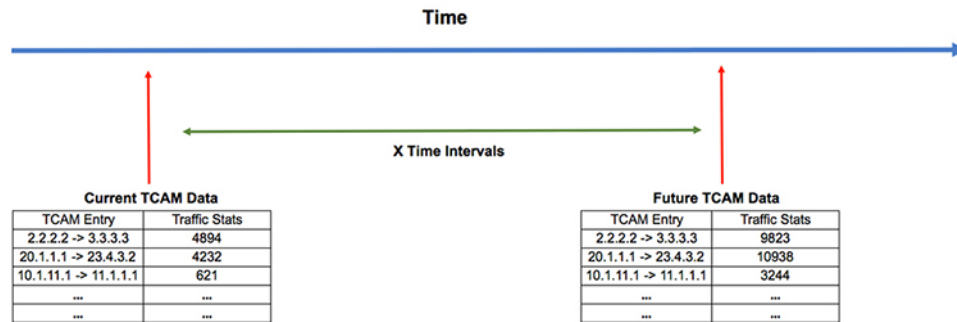 Time
X Time Intervals
Current TCAM Data
TCAM Entry Traffic Stats
2.2.2.2 -> 3.3.3.3 4894
20.1.1.1 -> 23.4.3.2 4232
10.1.11.1 -> 11.1.1.1 621
... ...
... ...
Future TCAM Data
TCAM Entry Traffic Stats
2.2.2.2 -> 3.3.3.3 9823
20.1.1.1 -> 23.4.3.2 10938
10.1.11.1 -> 11.1.1.1 3244
... ...
... ...